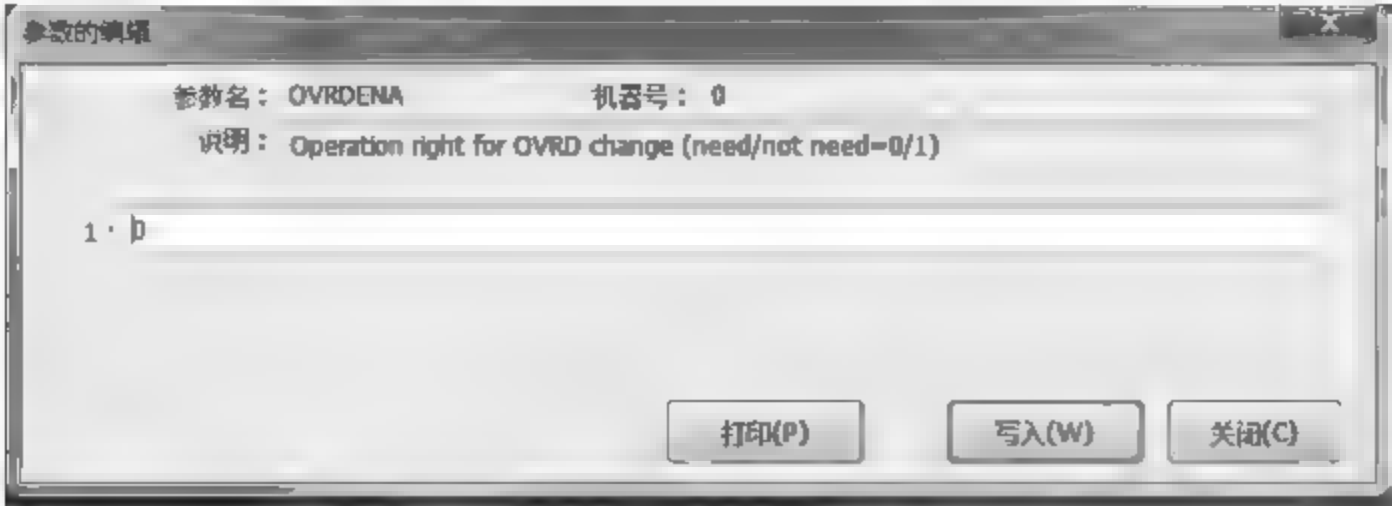 参数的编辑
参数名： OVRDENA 机器号： 0
说明： Operation right for OVRD change (need/not need=0/1)
1： 0
打印(P) 写入(W) 关闭(C)